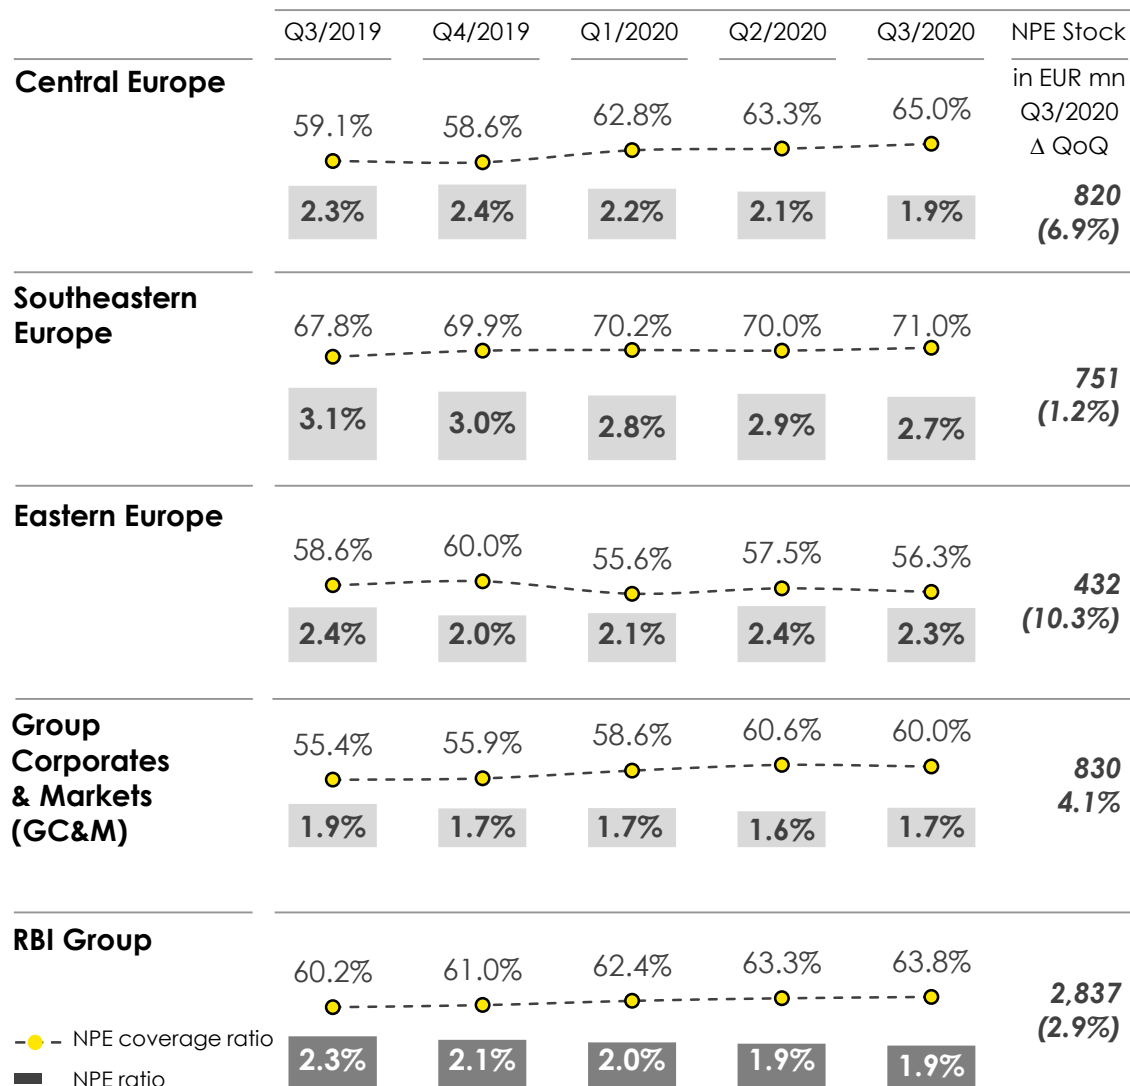 Q3/2019 Q4/2019 Q1/2020 Q2/2020 Q3/2020 NPE Stock
in EUR mn
Q3/2020
Δ QoQ
Central Europe
59.1% 58.6% 62.8% 63.3% 65.0%
2.3% 2.4% 2.2% 2.1% 1.9%
820
(6.9%)
Southeastern
Europe
67.8% 69.9% 70.2% 70.0% 71.0%
3.1% 3.0% 2.8% 2.9% 2.7%
751
(1.2%)
Eastern Europe
58.6% 60.0% 55.6% 57.5% 56.3%
2.4% 2.0% 2.1% 2.4% 2.3%
432
(10.3%)
Group
Corporates
& Markets
(GC&M)
55.4% 55.9% 58.6% 60.6% 60.0%
1.9% 1.7% 1.7% 1.6% 1.7%
830
4.1%
RBI Group
60.2% 61.0% 62.4% 63.3% 63.8%
2.3% 2.1% 2.0% 1.9% 1.9%
2,837
(2.9%)
NPE coverage ratio
NPE ratio